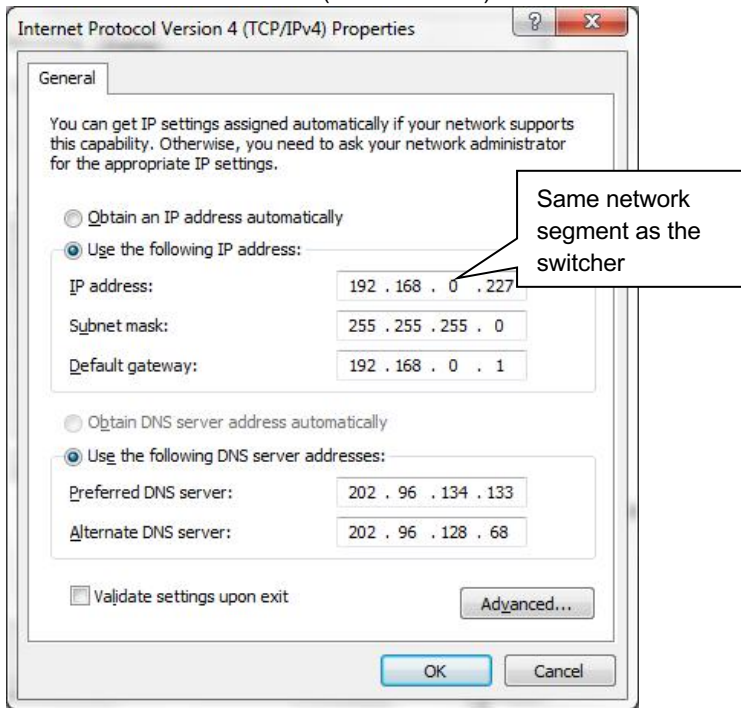 Internet Protocol Version 4 (TCP/IPv4) Properties
General
You can get IP settings assigned automatically if your network supports
this capability. Otherwise, you need to ask your network administrator
for the appropriate IP settings.
Obtain an IP address automatically
Use the following IP address:
IP address: 192 . 168 . 0 . 227
Subnet mask: 255 . 255 . 255 . 0
Default gateway: 192 . 168 . 0 . 1
Same network
segment as the
switcher
Obtain DNS server address automatically
Use the following DNS server addresses:
Preferred DNS server: 202 . 96 . 134 . 133
Alternate DNS server: 202 . 96 . 128 . 68
Validate settings upon exit
Advanced...
OK
Cancel